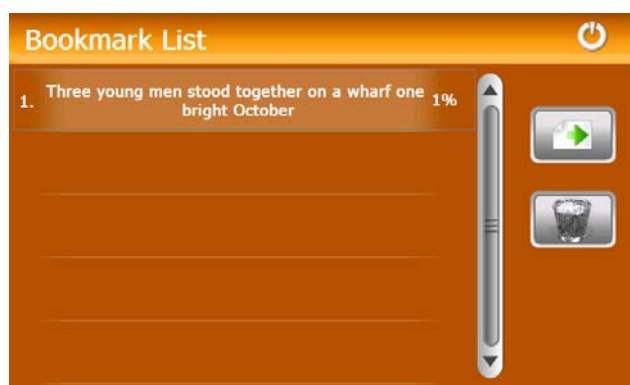 Bookmark List
1. Three young men stood together on a wharf one 1%
bright October